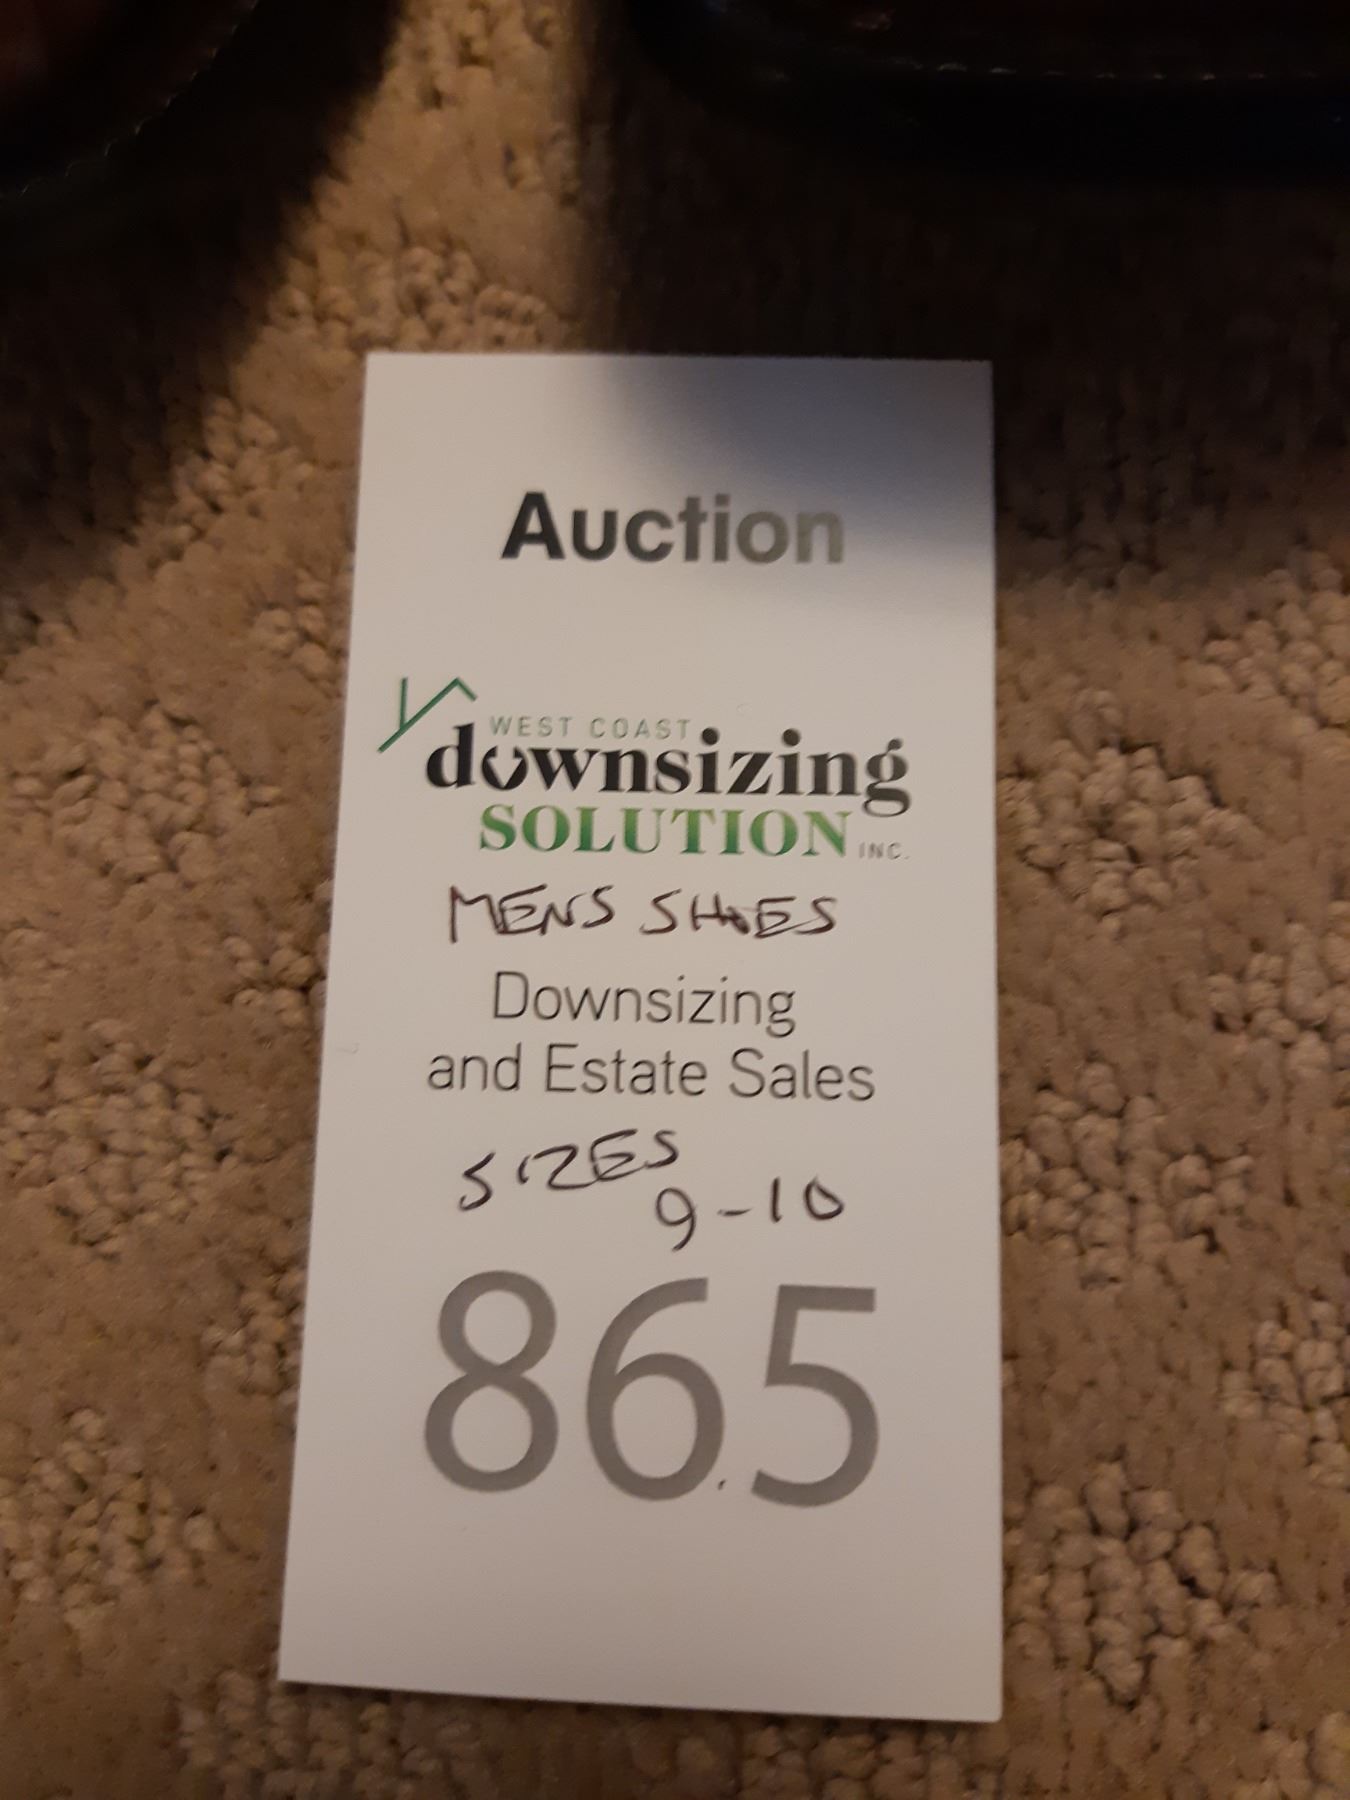 Auction
WEST COAST
downsizing
SOLUTION INC.
MENS SHOES
Downsizing
and Estate Sales
SIZES
9-10
865